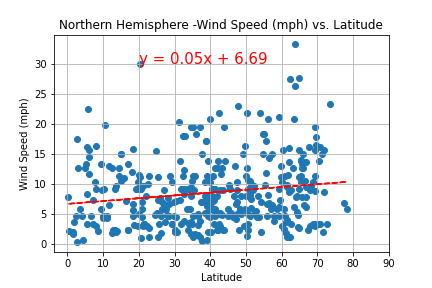 Northern Hemisphere -Wind Speed (mph) vs. Latitude
y = 0.05x + 6.69
30
25
20
15
10
5
0
Wind Speed (mph)
0 10 20 30 40 50 60 70 80 90
Latitude